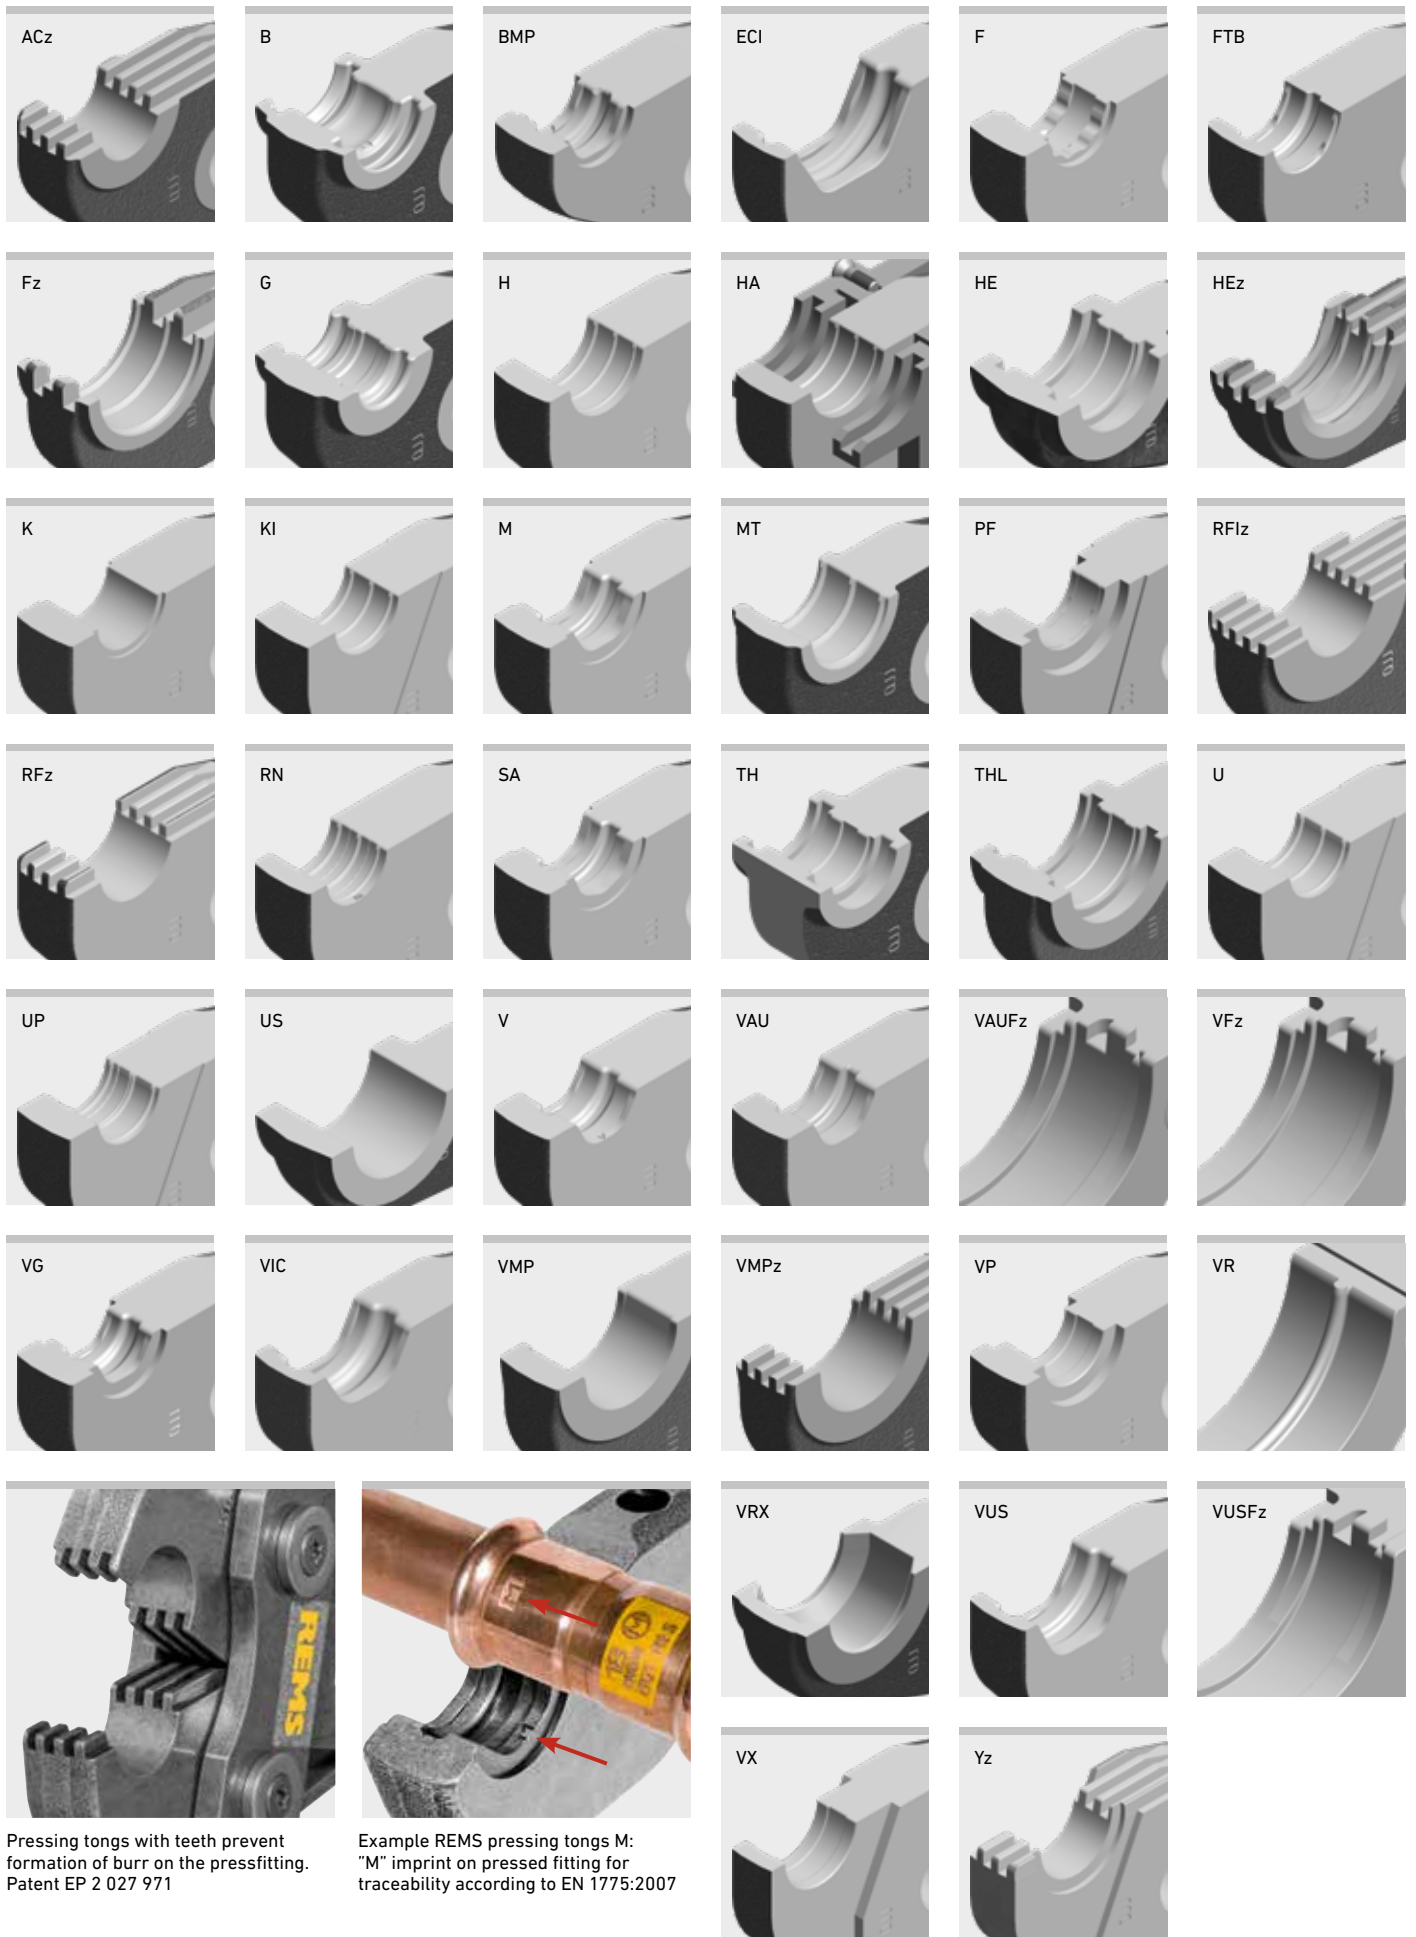 ACz
B
BMP
ECI
F
FTB
Fz
G
H
HA
HE
HEz
K
KI
M
MT
PF
RFIz
RFz
RN
SA
TH
THL
U
UP
US
V
VAU
VAUFz
VFz
VG
VIC
VMP
VMPz
VP
VR
REMS
VRX
VUS
VUSFz
VX
Yz
Pressing tongs with teeth prevent
formation of burr on the pressfitting.
Patent EP 2 027 971
Example REMS pressing tongs M:
"M" imprint on pressed fitting for
traceability according to EN 1775:2007